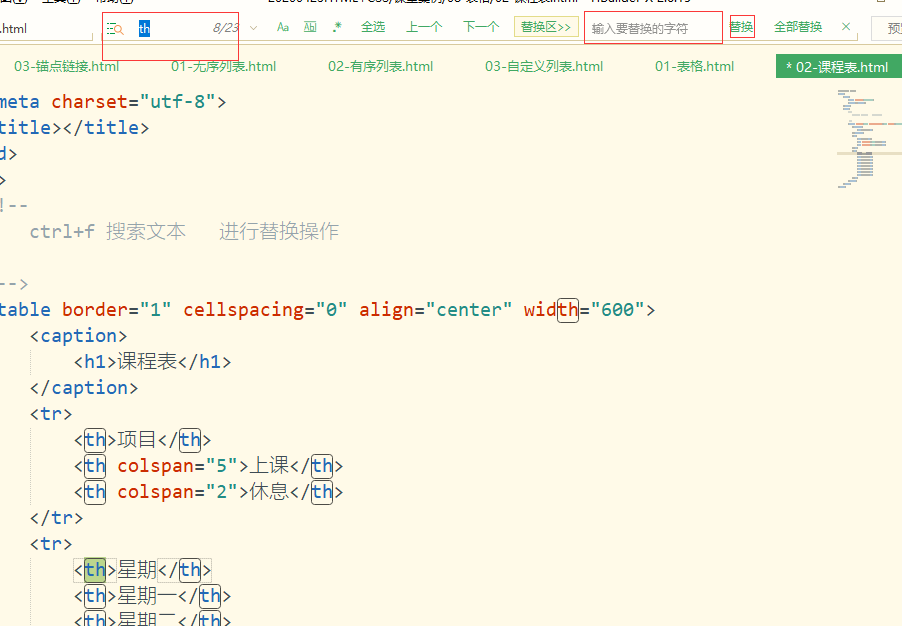 .html
th 8/23 Aa 全选 上一个 下一个 替换区>> 输入要替换的字符 替换 全部替换 ×
03-锚点链接.html 01-无序列表.html 02-有序列表.html 03-自定义列表.html 01-表格.html * 02-课程表.html
meta charset="utf-8">
title></title>
d>
>
!--
ctrl+f 搜索文本 进行替换操作
-->
table border="1" cellspacing="0" align="center" width="600">
<caption>
<h1>课程表</h1>
</caption>
<tr>
<th>项目</th>
<th colspan="5">上课</th>
<th colspan="2">休息</th>
</tr>
<tr>
<th>星期</th>
<th>星期一</th>
<th>星期二</th>